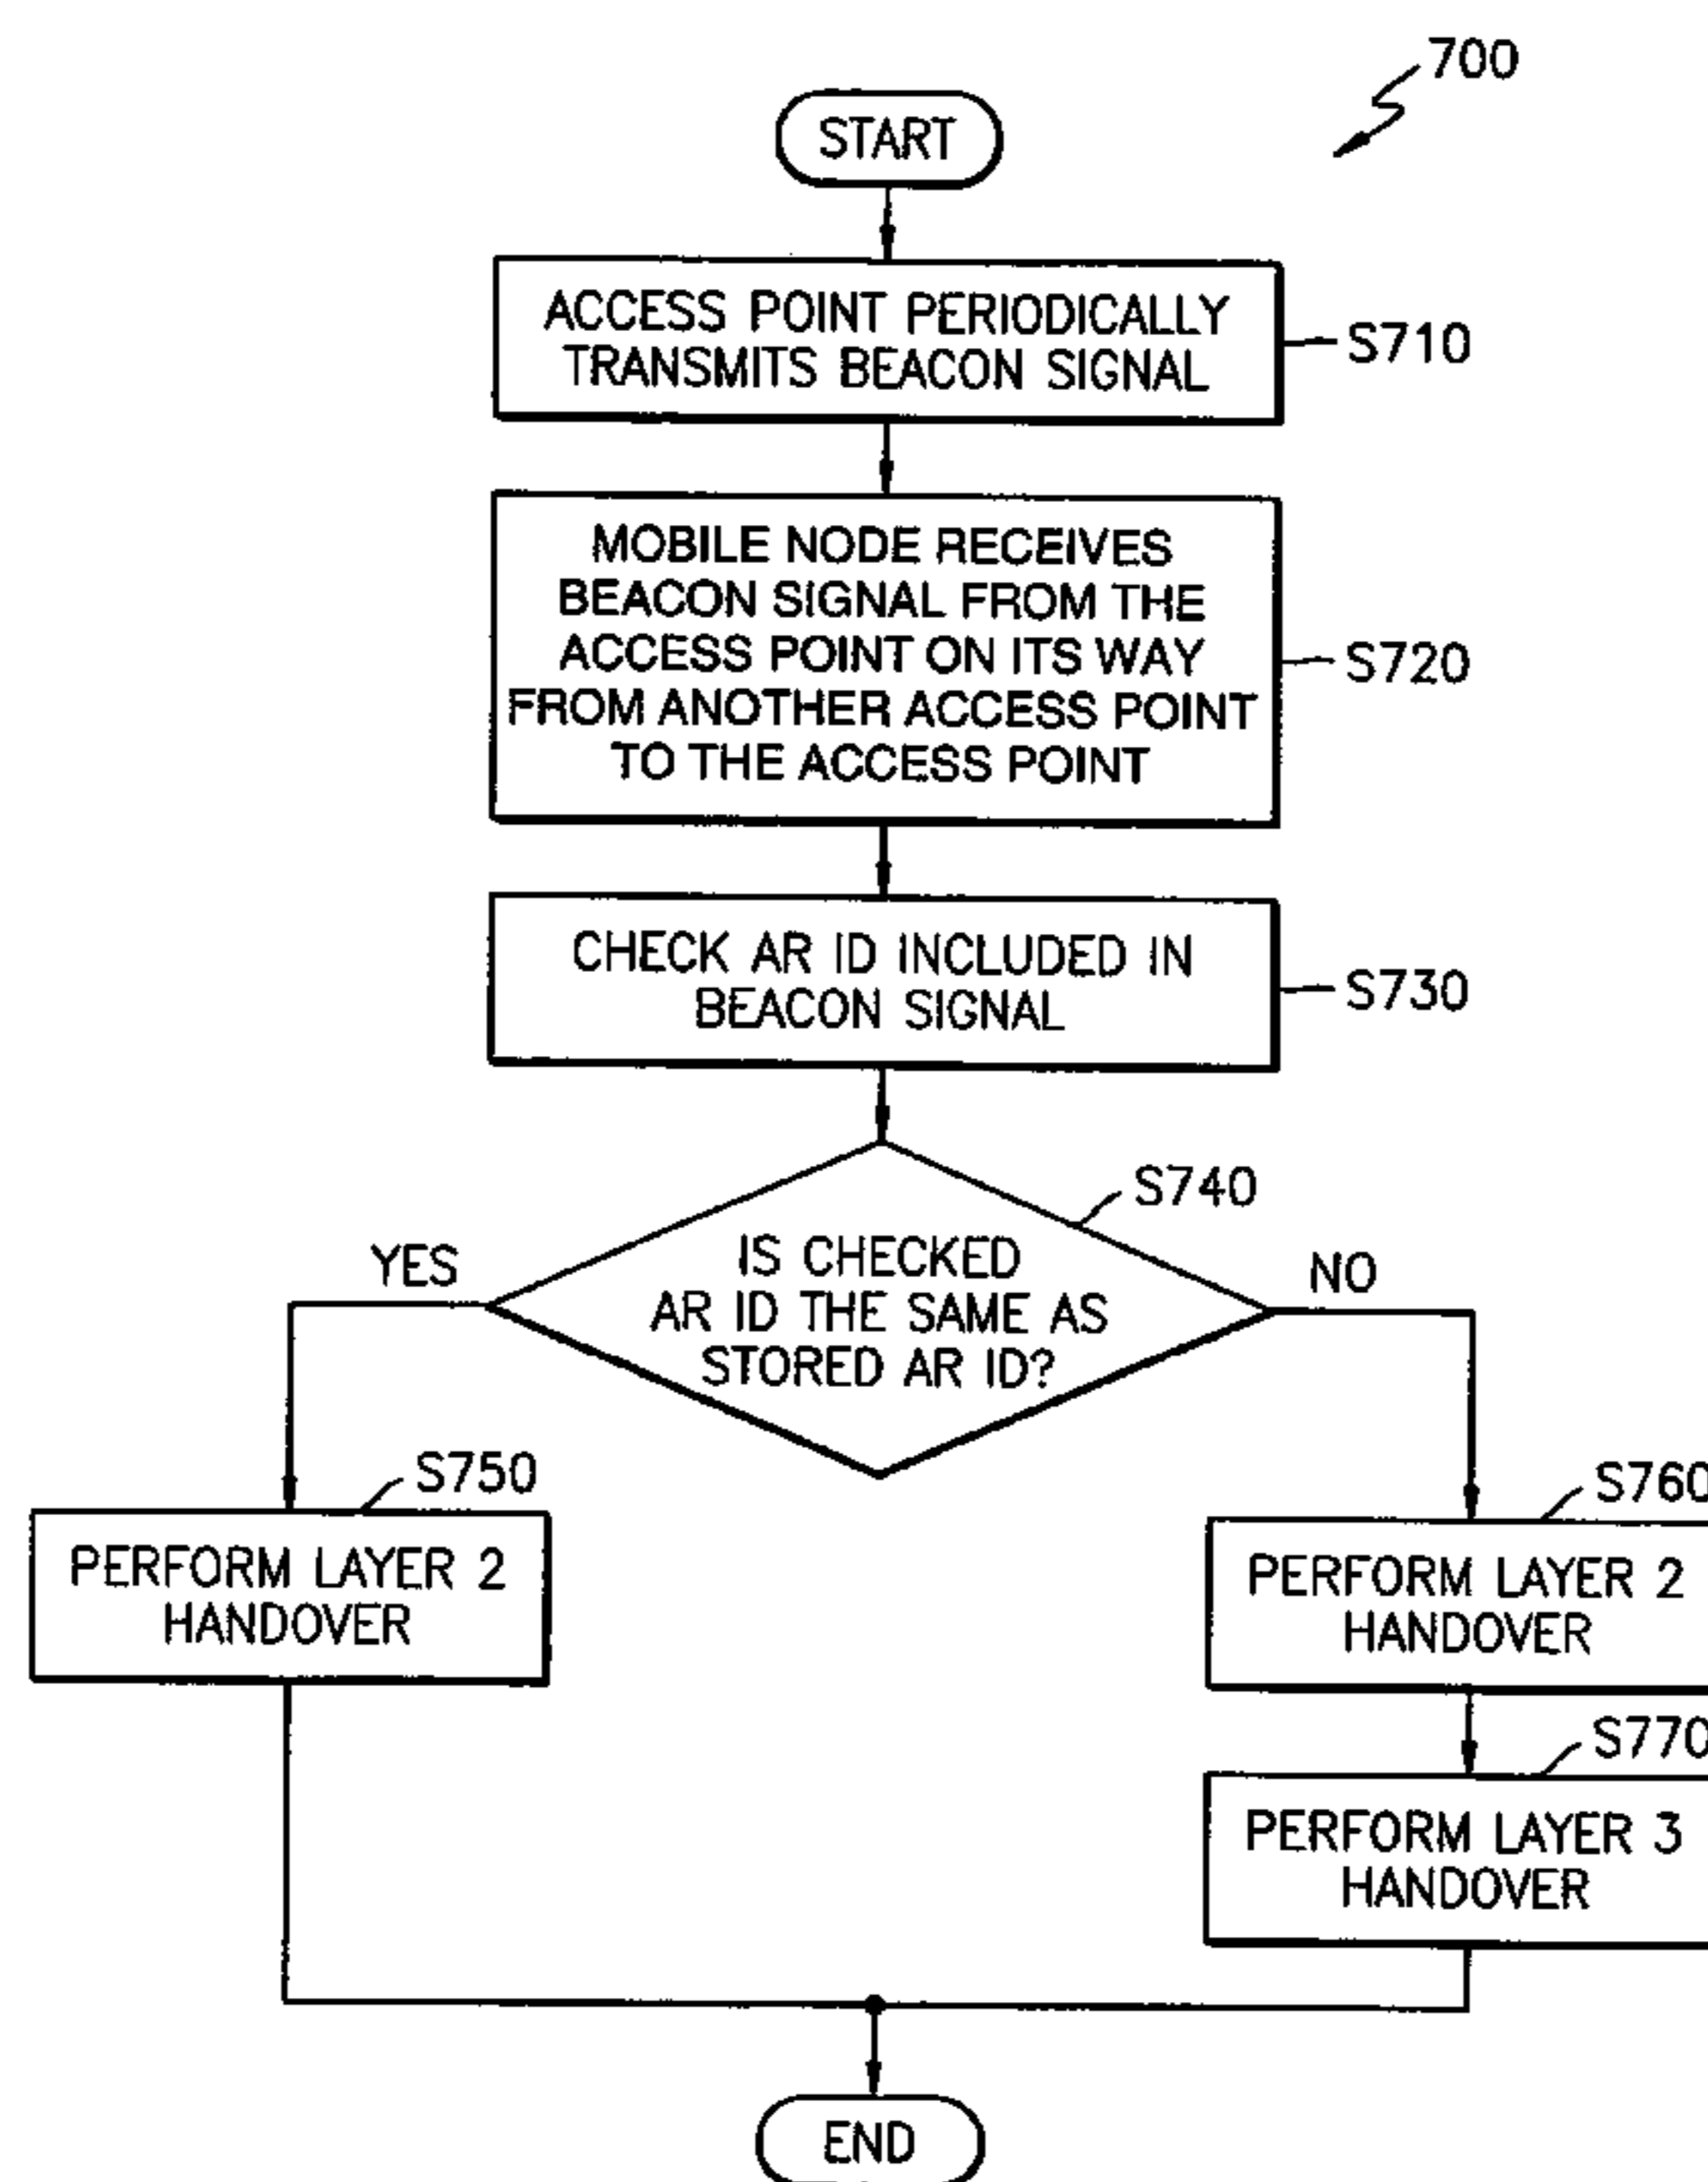 700
START
ACCESS POINT PERIODICALLY
TRANSMITS BEACON SIGNAL
S710
MOBILE NODE RECEIVES
BEACON SIGNAL FROM THE
ACCESS POINT ON ITS WAY
FROM ANOTHER ACCESS POINT
TO THE ACCESS POINT
S720
CHECK AR ID INCLUDED IN
BEACON SIGNAL
S730
S740
IS CHECKED
AR ID THE SAME AS
STORED AR ID?
YES
NO
S750
PERFORM LAYER 2
HANDOVER
S760
PERFORM LAYER 2
HANDOVER
S770
PERFORM LAYER 3
HANDOVER
END